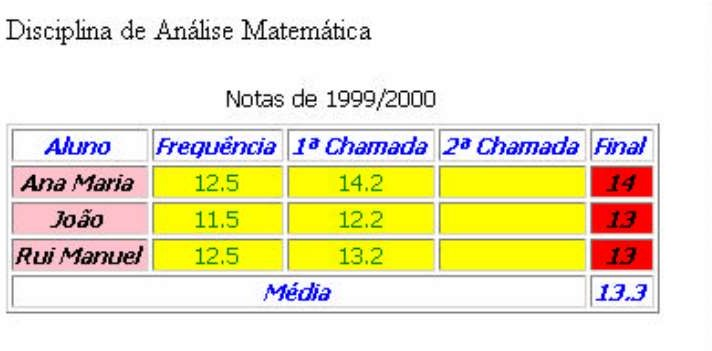 Disciplina de Análise Matemática
Notas de 1999/2000
Aluno Frequência 1ª Chamada 2ª Chamada Final
Ana Maria 12.5 14.2 14
João 11.5 12.2 13
Rui Manuel 12.5 13.2 13
Média 13.3